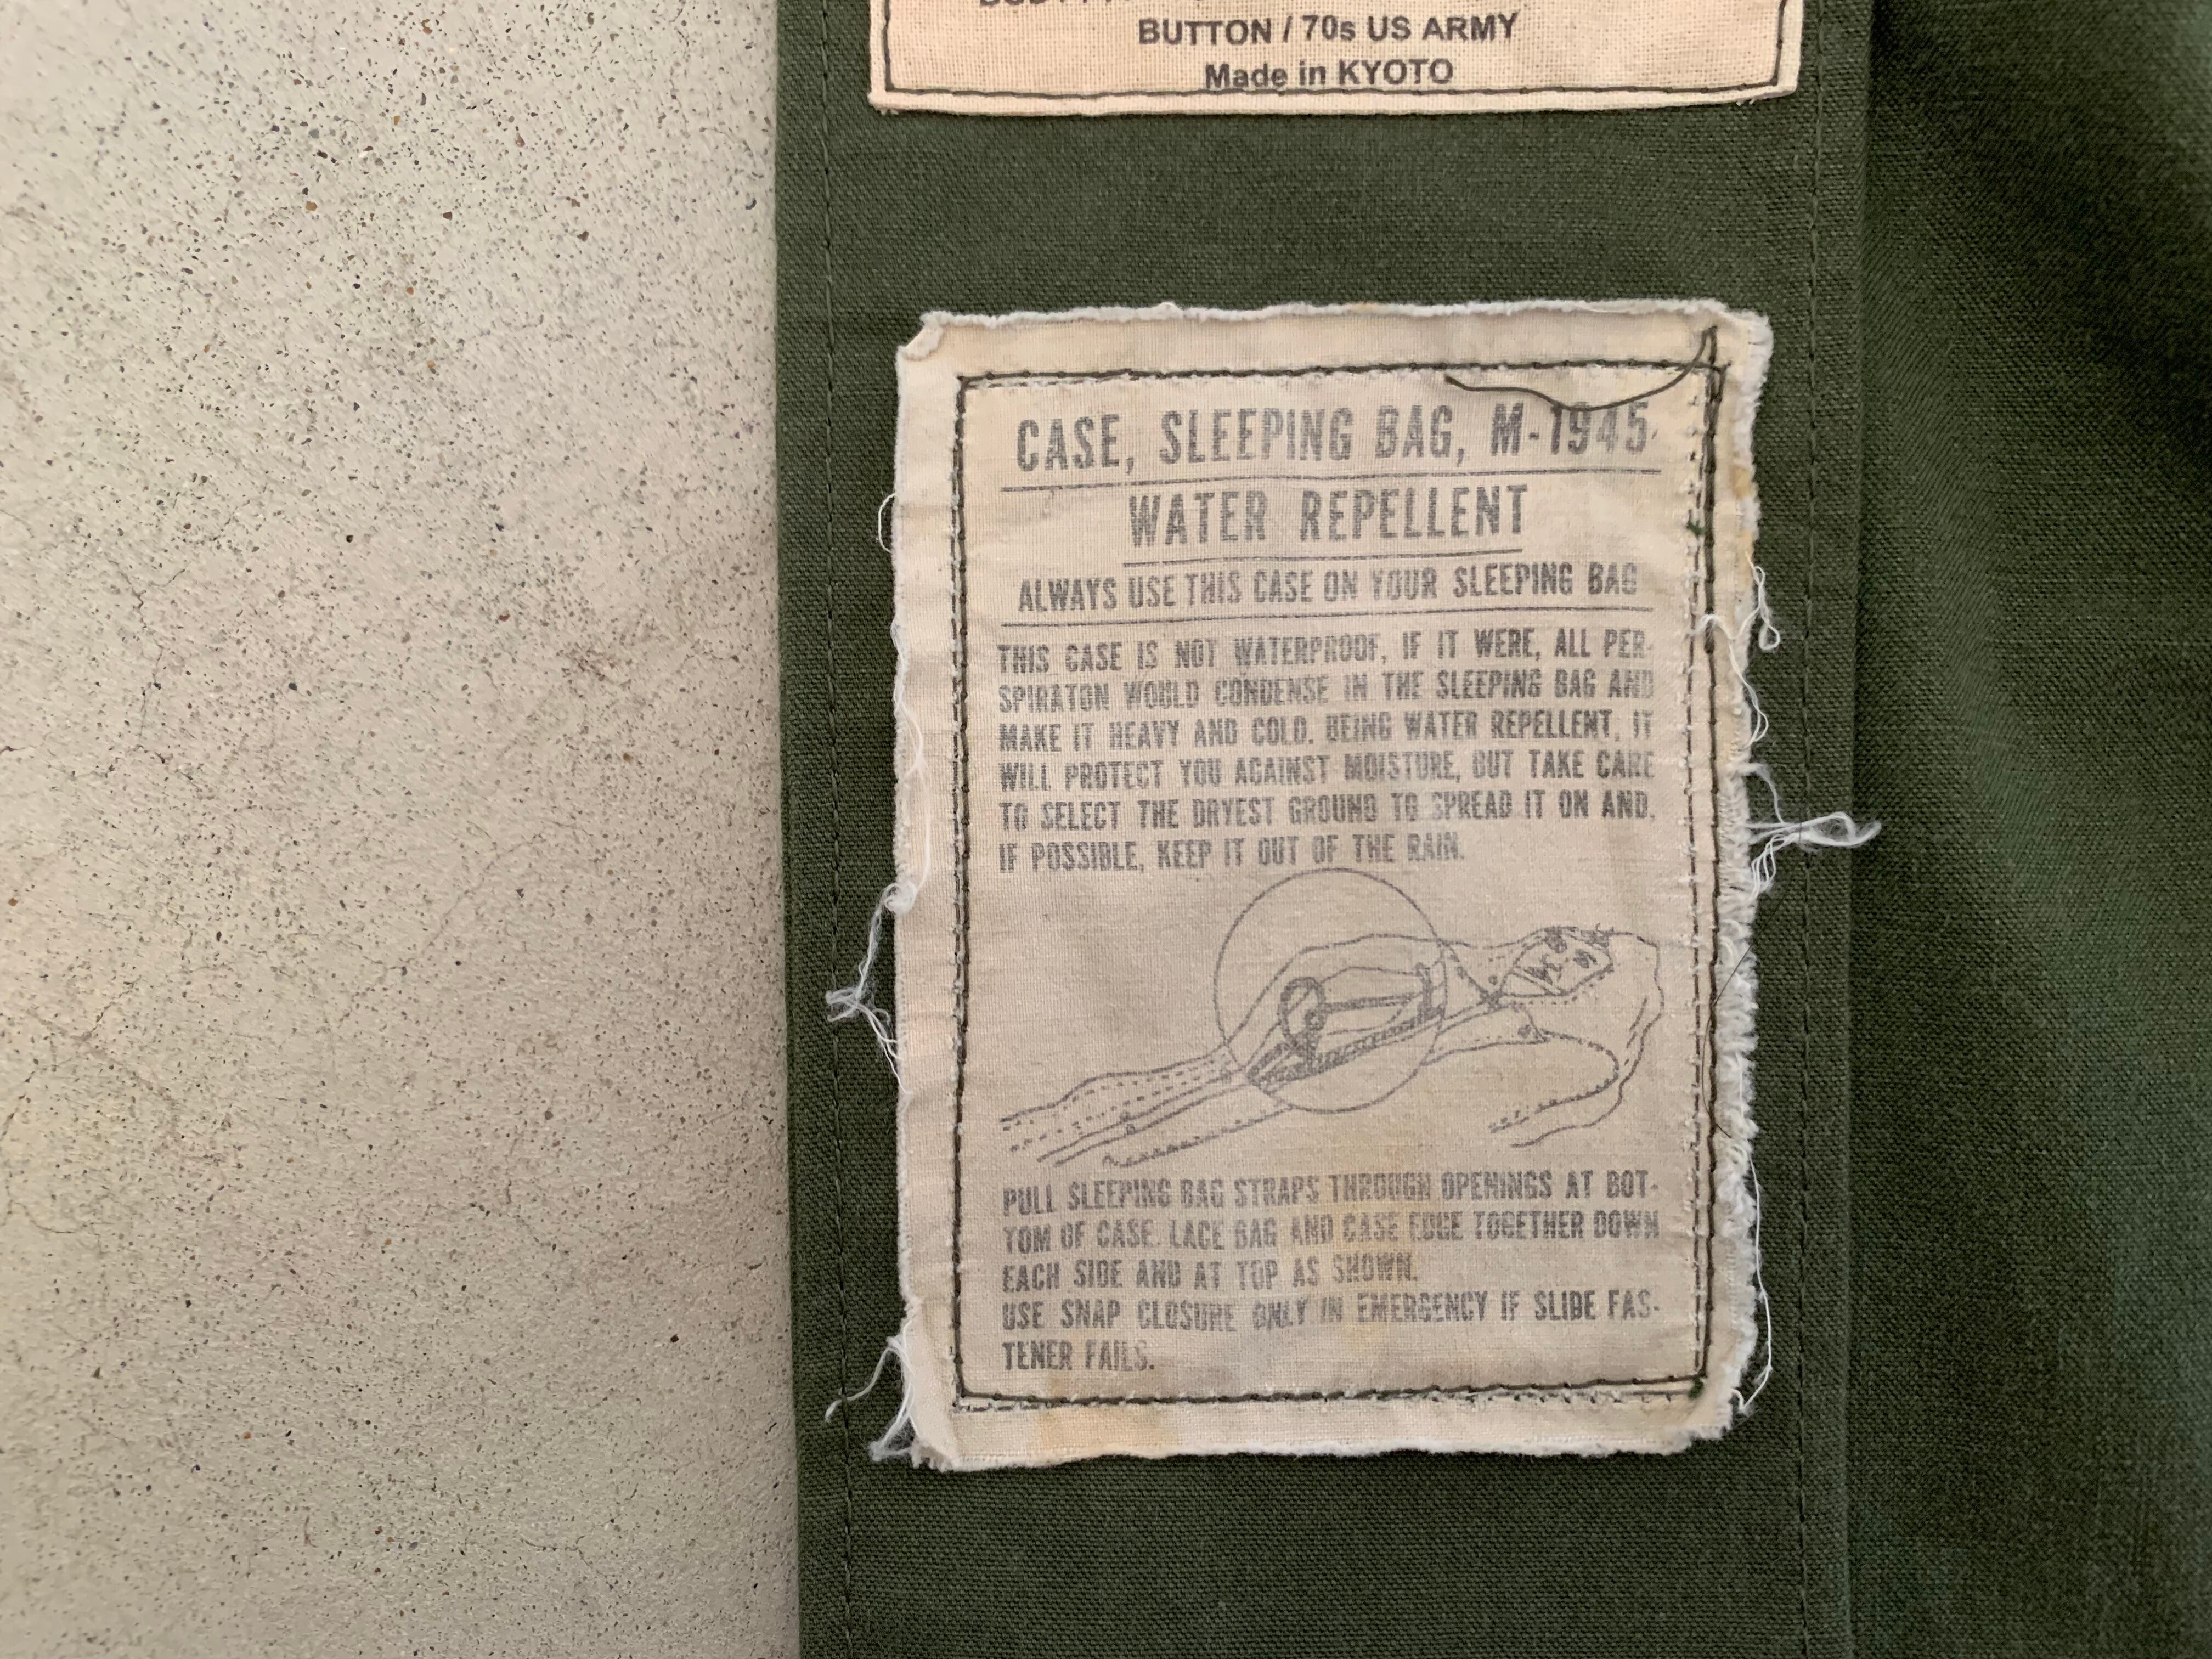 BUTTON / 70s US ARMY
Made in KYOTO
CASE, SLEEPING BAG, M-1945
WATER REPELLENT
ALWAYS USE THIS CASE ON YOUR SLEEPING BAG
THIS CASE IS NOT WATERPROOF, IF IT WERE, ALL PER-
SPIRATON WOULD CONDENSE IN THE SLEEPING BAG AND
MAKE IT HEAVY AND COLD. BEING WATER REPELLENT, IT
WILL PROTECT YOU AGAINST MOISTURE, BUT TAKE CARE
TO SELECT THE DRYEST GROUND TO SPREAD IT ON AND,
IF POSSIBLE, KEEP IT OUT OF THE RAIN.
PULL SLEEPING BAG STRAPS THROUGH OPENINGS AT BOT-
TOM OF CASE. LACE BAG AND CASE EDGE TOGETHER DOWN
EACH SIDE AND AT TOP AS SHOWN.
USE SNAP CLOSURE ONLY IN EMERGENCY IF SLIDE FAS-
TENER FAILS.